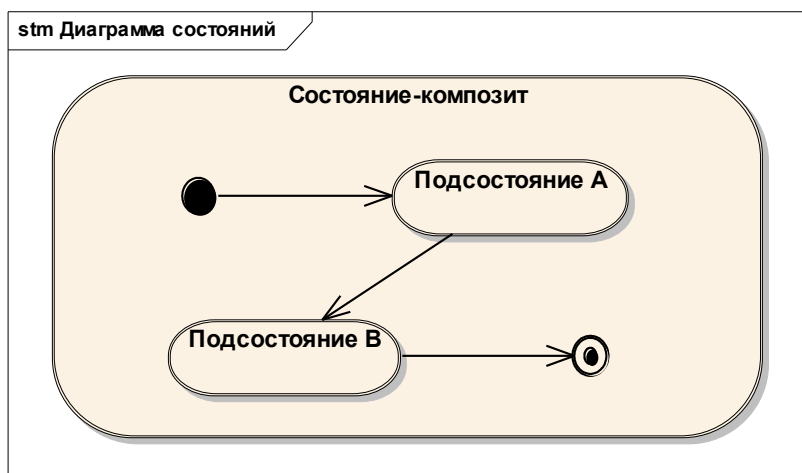 stm Диаграмма состояний
Состояние-композит
Подсостояние A
Подсостояние B